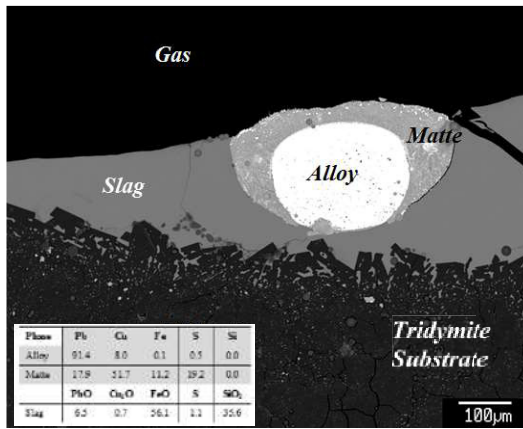 Gas
Matte
Alloy
Slag
Tridymite
Substrate
Phase Pb Cu Fe S Si
Alloy 91.4 8.0 0.1 0.5 0.0
Matte 17.9 51.7 11.2 19.2 0.0
PbO Cu₂O FeO S SiO₂
Slag 6.5 0.7 56.1 1.1 35.6
100μm